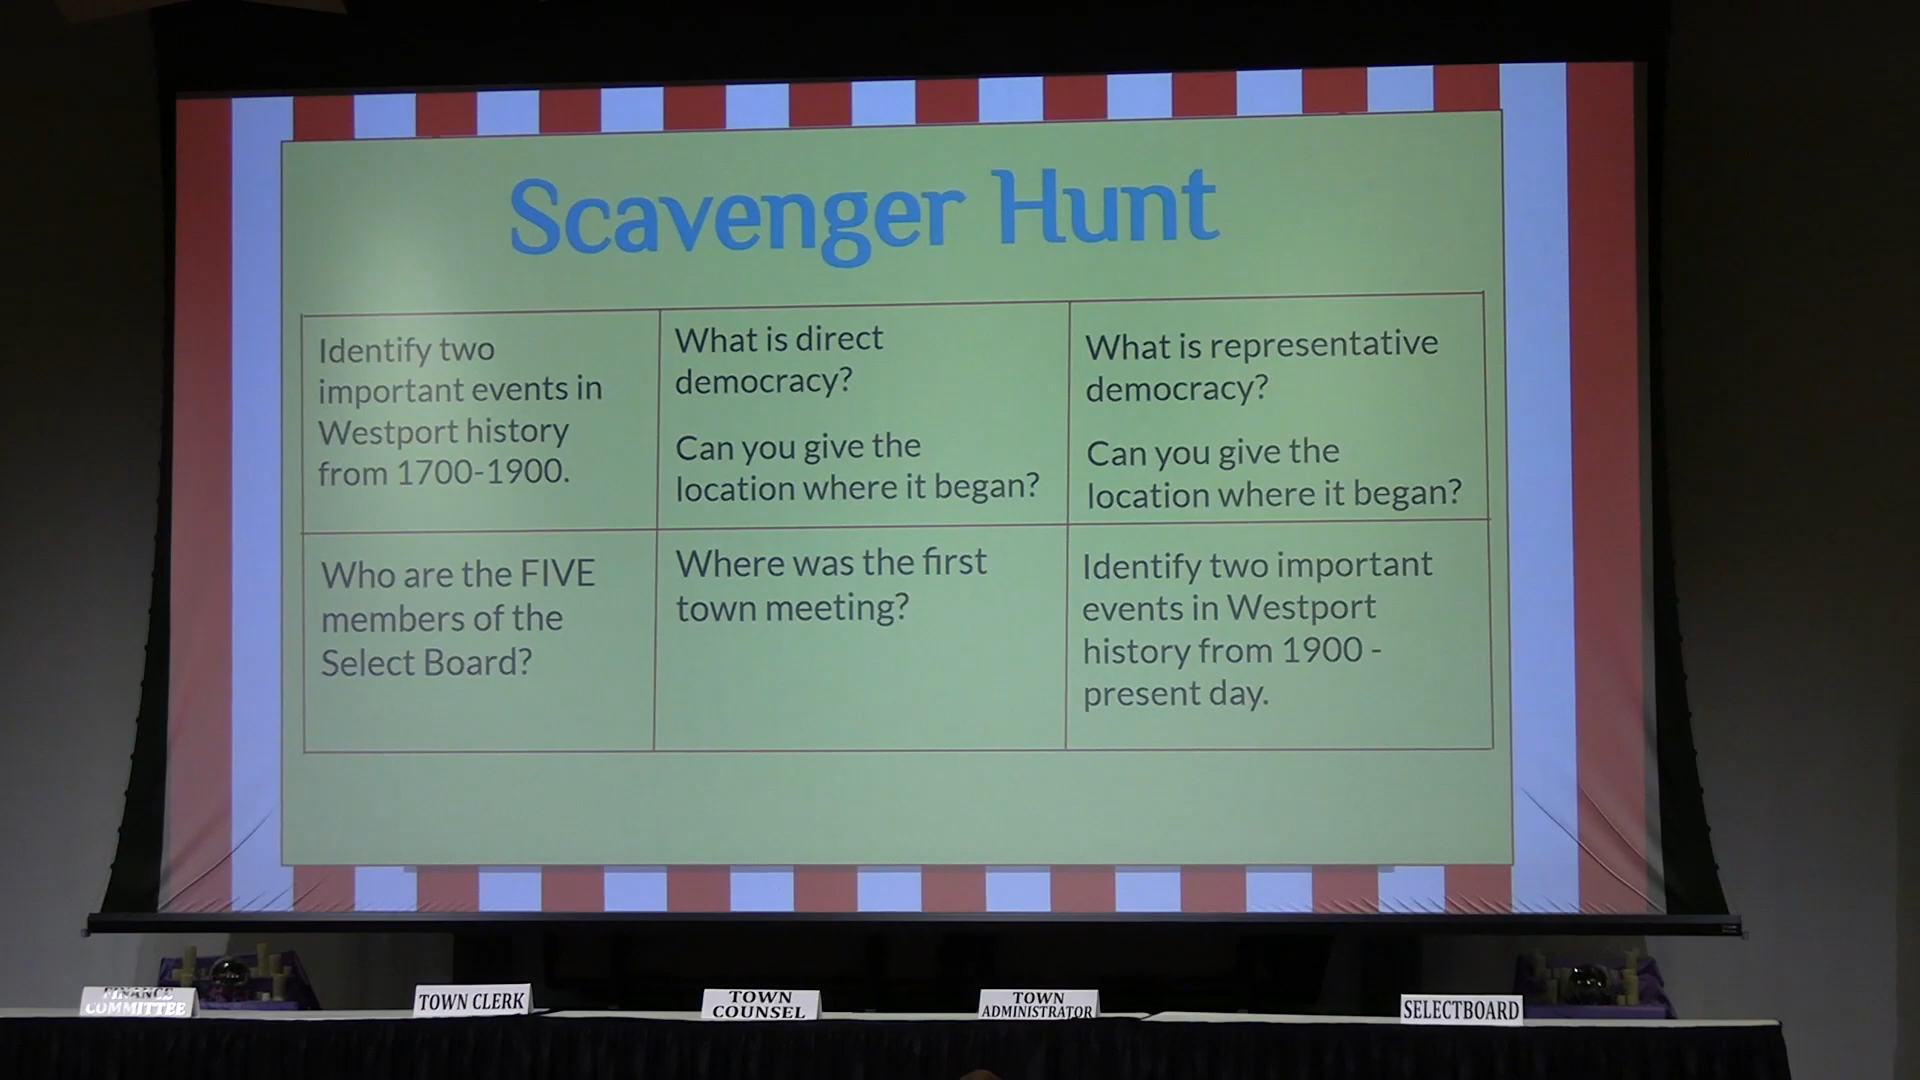 Scavenger Hunt
Identify two
important events in
Westport history
from 1700-1900.
What is direct
democracy?
Can you give the
location where it began?
What is representative
democracy?
Can you give the
location where it began?
Who are the FIVE
members of the
Select Board?
Where was the first
town meeting?
Identify two important
events in Westport
history from 1900 -
present day.
FINANCE
COMMITTEE
TOWN CLERK
TOWN
COUNSEL
TOWN
ADMINISTRATOR
SELECTBOARD